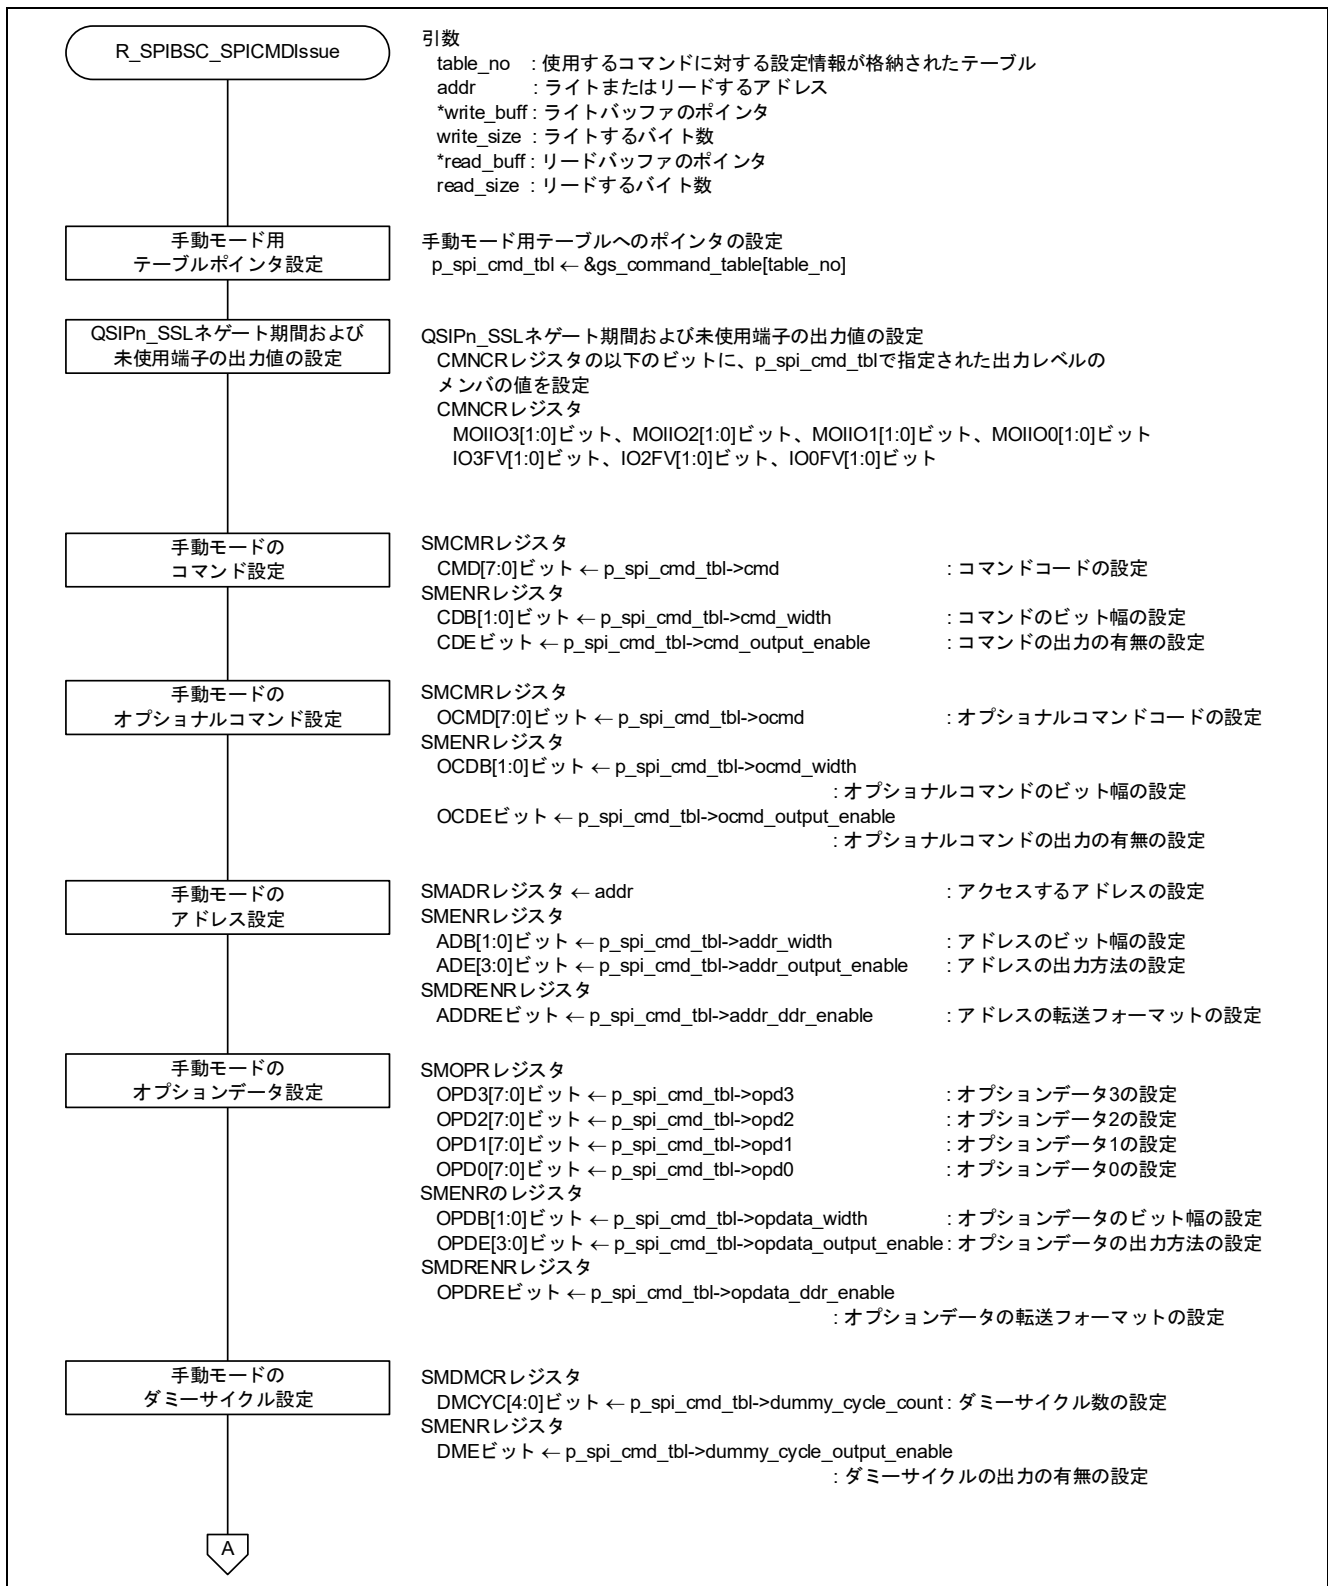 R_SPIBSC_SPICMDIssue
引数
table_no : 使用するコマンドに対する設定情報が格納されたテーブル
addr : ライトまたはリードするアドレス
*write_buff : ライトバッファのポインタ
write_size : ライトするバイト数
*read_buff : リードバッファのポインタ
read_size : リードするバイト数
手動モード用
テーブルポインタ設定
手動モード用テーブルへのポインタの設定
p_spi_cmd_tbl ← &gs_command_table[table_no]
QSIPn_SSLネゲート期間および
未使用端子の出力値の設定
QSIPn_SSLネゲート期間および未使用端子の出力値の設定
CMNCRレジスタの以下のビットに、p_spi_cmd_tblで指定された出力レベルの
メンバの値を設定
CMNCRレジスタ
MOIIO3[1:0]ビット、MOIIO2[1:0]ビット、MOIIO1[1:0]ビット、MOIIO0[1:0]ビット
IO3FV[1:0]ビット、IO2FV[1:0]ビット、IO0FV[1:0]ビット
手動モードの
コマンド設定
SMCMRレジスタ
CMD[7:0]ビット ← p_spi_cmd_tbl->cmd : コマンドコードの設定
SMENRレジスタ
CDB[1:0]ビット ← p_spi_cmd_tbl->cmd_width : コマンドのビット幅の設定
CDEビット ← p_spi_cmd_tbl->cmd_output_enable : コマンドの出力の有無の設定
手動モードの
オプショナルコマンド設定
SMCMRレジスタ
OCMD[7:0]ビット ← p_spi_cmd_tbl->ocmd : オプショナルコマンドコードの設定
SMENRレジスタ
OCDB[1:0]ビット ← p_spi_cmd_tbl->ocmd_width
: オプショナルコマンドのビット幅の設定
OCDEビット ← p_spi_cmd_tbl->ocmd_output_enable
: オプショナルコマンドの出力の有無の設定
手動モードの
アドレス設定
SMADRレジスタ ← addr : アクセスするアドレスの設定
SMENRレジスタ
ADB[1:0]ビット ← p_spi_cmd_tbl->addr_width : アドレスのビット幅の設定
ADE[3:0]ビット ← p_spi_cmd_tbl->addr_output_enable : アドレスの出力方法の設定
SMDRENRレジスタ
ADDREビット ← p_spi_cmd_tbl->addr_ddr_enable : アドレスの転送フォーマットの設定
手動モードの
オプションデータ設定
SMOPRレジスタ
OPD3[7:0]ビット ← p_spi_cmd_tbl->opd3 : オプションデータ3の設定
OPD2[7:0]ビット ← p_spi_cmd_tbl->opd2 : オプションデータ2の設定
OPD1[7:0]ビット ← p_spi_cmd_tbl->opd1 : オプションデータ1の設定
OPD0[7:0]ビット ← p_spi_cmd_tbl->opd0 : オプションデータ0の設定
SMENRのレジスタ
OPDB[1:0]ビット ← p_spi_cmd_tbl->opdata_width : オプションデータのビット幅の設定
OPDE[3:0]ビット ← p_spi_cmd_tbl->opdata_output_enable : オプションデータの出力方法の設定
SMDRENRレジスタ
OPDREビット ← p_spi_cmd_tbl->opdata_ddr_enable
: オプションデータの転送フォーマットの設定
手動モードの
ダミーサイクル設定
SMDMCRレジスタ
DMCYC[4:0]ビット ← p_spi_cmd_tbl->dummy_cycle_count : ダミーサイクル数の設定
SMENRレジスタ
DMEビット ← p_spi_cmd_tbl->dummy_cycle_output_enable
: ダミーサイクルの出力の有無の設定
A